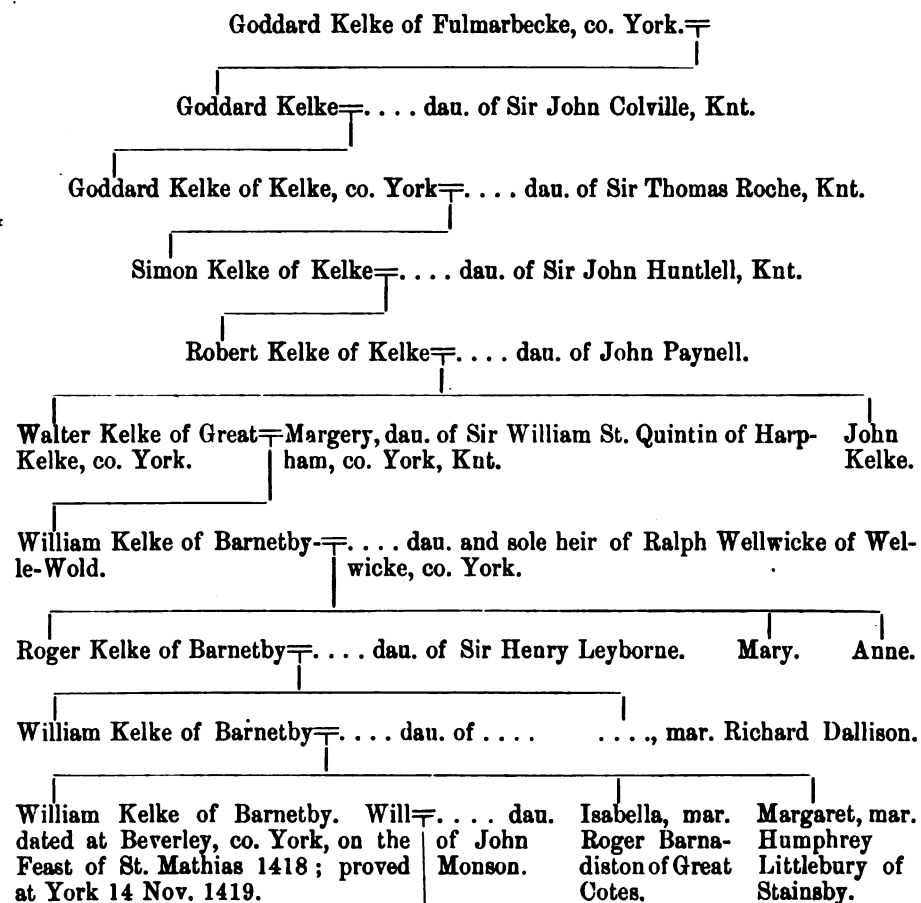 Goddard Kelke of Fulmarbecke, co. York.
Goddard Kelke=.... dau. of Sir John Colville, Knt.
Goddard Kelke of Kelke, co. York=.... dau. of Sir Thomas Roche, Knt.
Simon Kelke of Kelke=.... dau. of Sir John Huntlell, Knt.
Robert Kelke of Kelke=.... dau. of John Paynell.
Walter Kelke of Great
Kelke, co. York.
Margery, dau. of Sir William St. Quintin of Harp-
ham, co. York, Knt.
John
Kelke.
William Kelke of Barnetby-
le-Wold.
.... dau. and sole heir of Ralph Wellwicke of Wel-
wicke, co. York.
Roger Kelke of Barnetby=.... dau. of Sir Henry Leyborne.
Mary.
Anne.
William Kelke of Barnetby=.... dau. of ....
...., mar. Richard Dallison.
William Kelke of Barnetby. Will
dated at Beverley, co. York, on the
Feast of St. Mathias 1418; proved
at York 14 Nov. 1419.
.... dau.
of John
Monson.
Isabella, mar.
Roger Barna-
diston of Great
Cotes.
Margaret, mar.
Humphrey
Littlebury of
Stainsby.